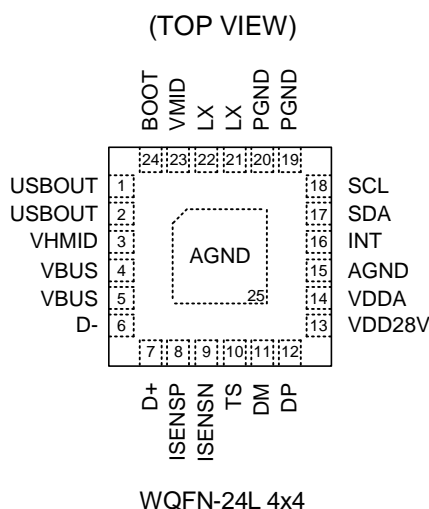 (TOP VIEW)
BOOT VMID LX LX PGND PGND
24 23 22 21 20 19
USBOUT 1 18 SCL
USBOUT 2 17 SDA
VHMID 3 16 INT
VBUS 4 AGND 15 AGND
VBUS 5 25 14 VDDA
D- 6 13 VDD28V
7 8 9 10 11 12
D+ ISENSP ISENSN TS DM DP
WQFN-24L 4x4